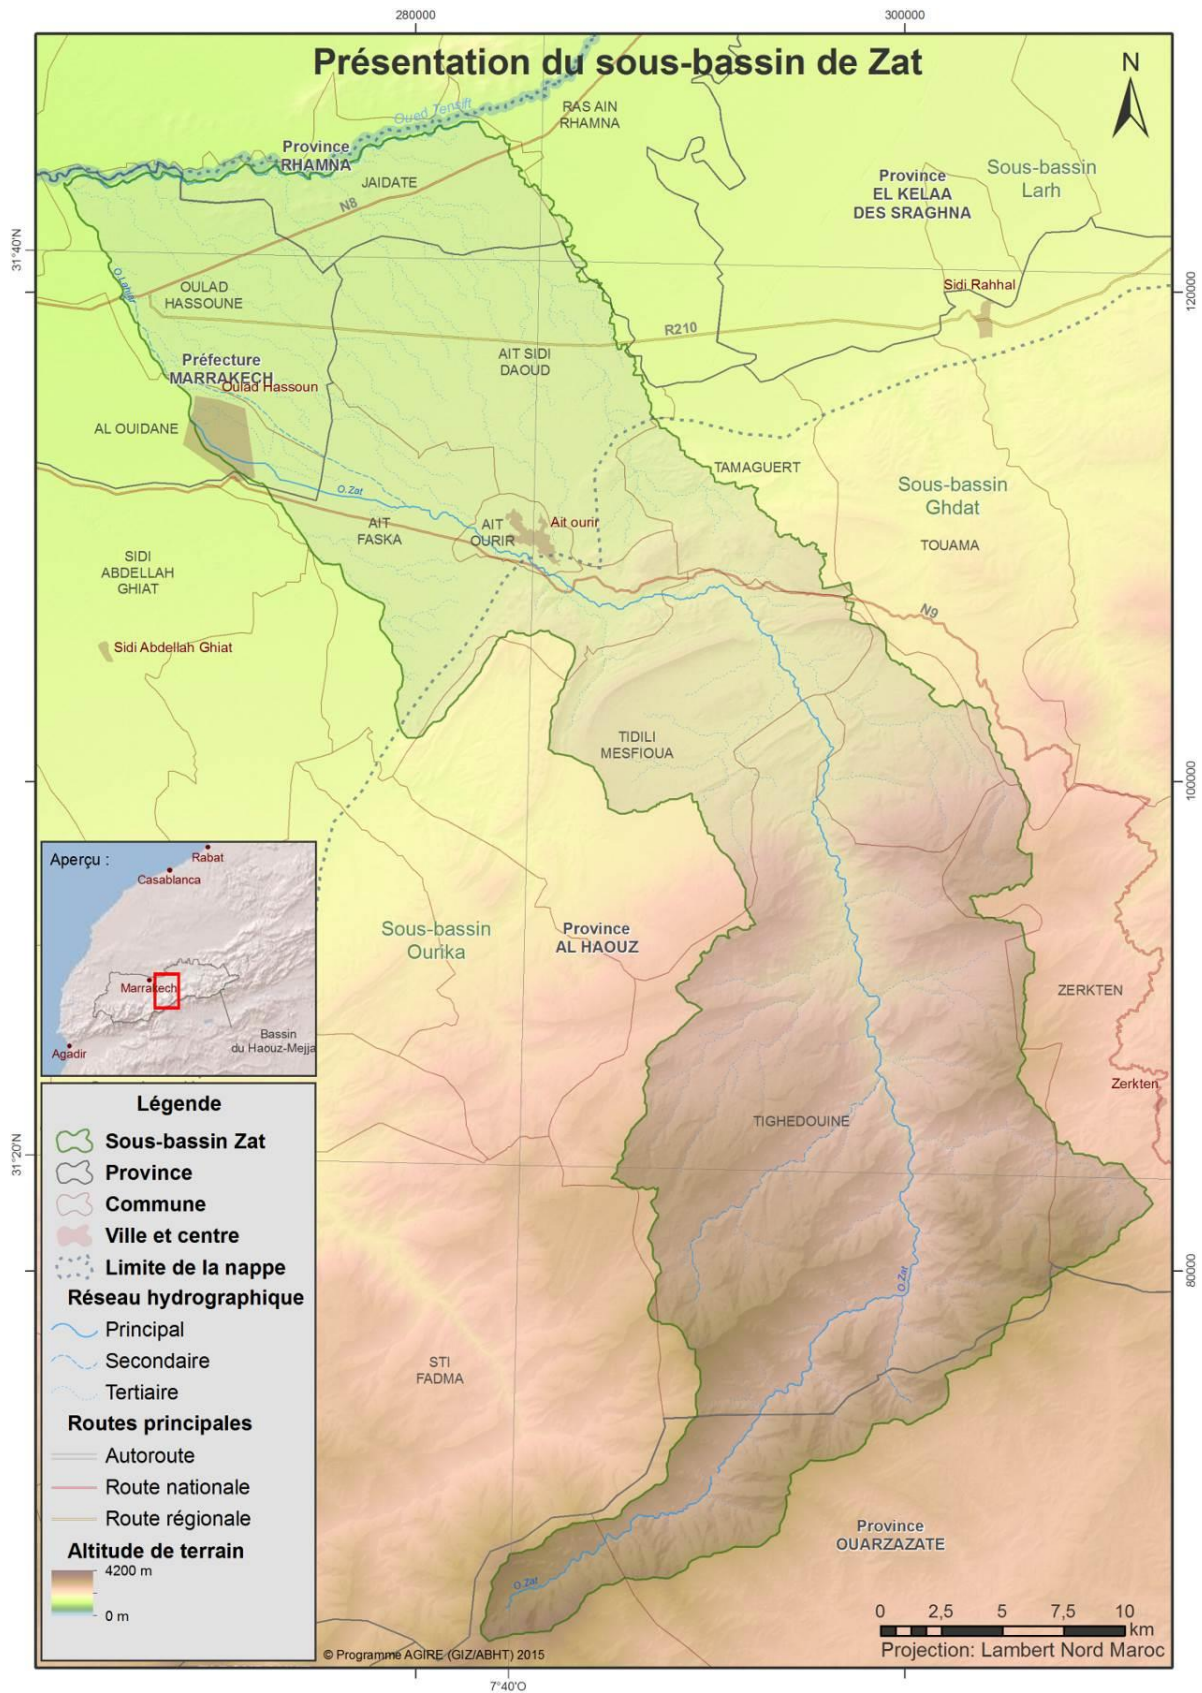 280000
300000
Présentation du sous-bassin de Zat
N
Oued Tensift
RAS AIN
RHAMNA
Province
RHAMNA
JAIDATE
N8
Province
EL KELAA
DES SRAGHNA
Sous-bassin
Larh
31°40'N
120000
O.Lahjar
OULAD
HASSOUNE
Sidi Rahhal
R210
AIT SIDI
DAOUD
Préfecture
MARRAKECH
Oulad Hassoun
AL OUIDANE
TAMAGUERT
Sous-bassin
Ghdat
O.Zat
AIT
FASKA
AIT
OURIR
Ait ourir
TOUAMA
SIDI
ABDELLAH
GHIAT
N9
Sidi Abdellah Ghiat
TIDILI
MESFIOUA
100000
Aperçu :
Rabat
Casablanca
Marrakech
Agadir
Bassin
du Haouz-Mejja
Sous-bassin
Ourika
Province
AL HAOUZ
ZERKTEN
Zerkten
TIGHEDOUINE
31°20'N
80000
O.Zat
STI
FADMA
Légende
Sous-bassin Zat
Province
Commune
Ville et centre
Limite de la nappe
Réseau hydrographique
Principal
Secondaire
Tertiaire
Routes principales
Autoroute
Route nationale
Route régionale
Altitude de terrain
4200 m
0 m
Province
OUARZAZATE
O.Zat
0 2,5 5 7,5 10
km
Projection: Lambert Nord Maroc
© Programme AGIRE (GIZ/ABHT) 2015
7°40'O